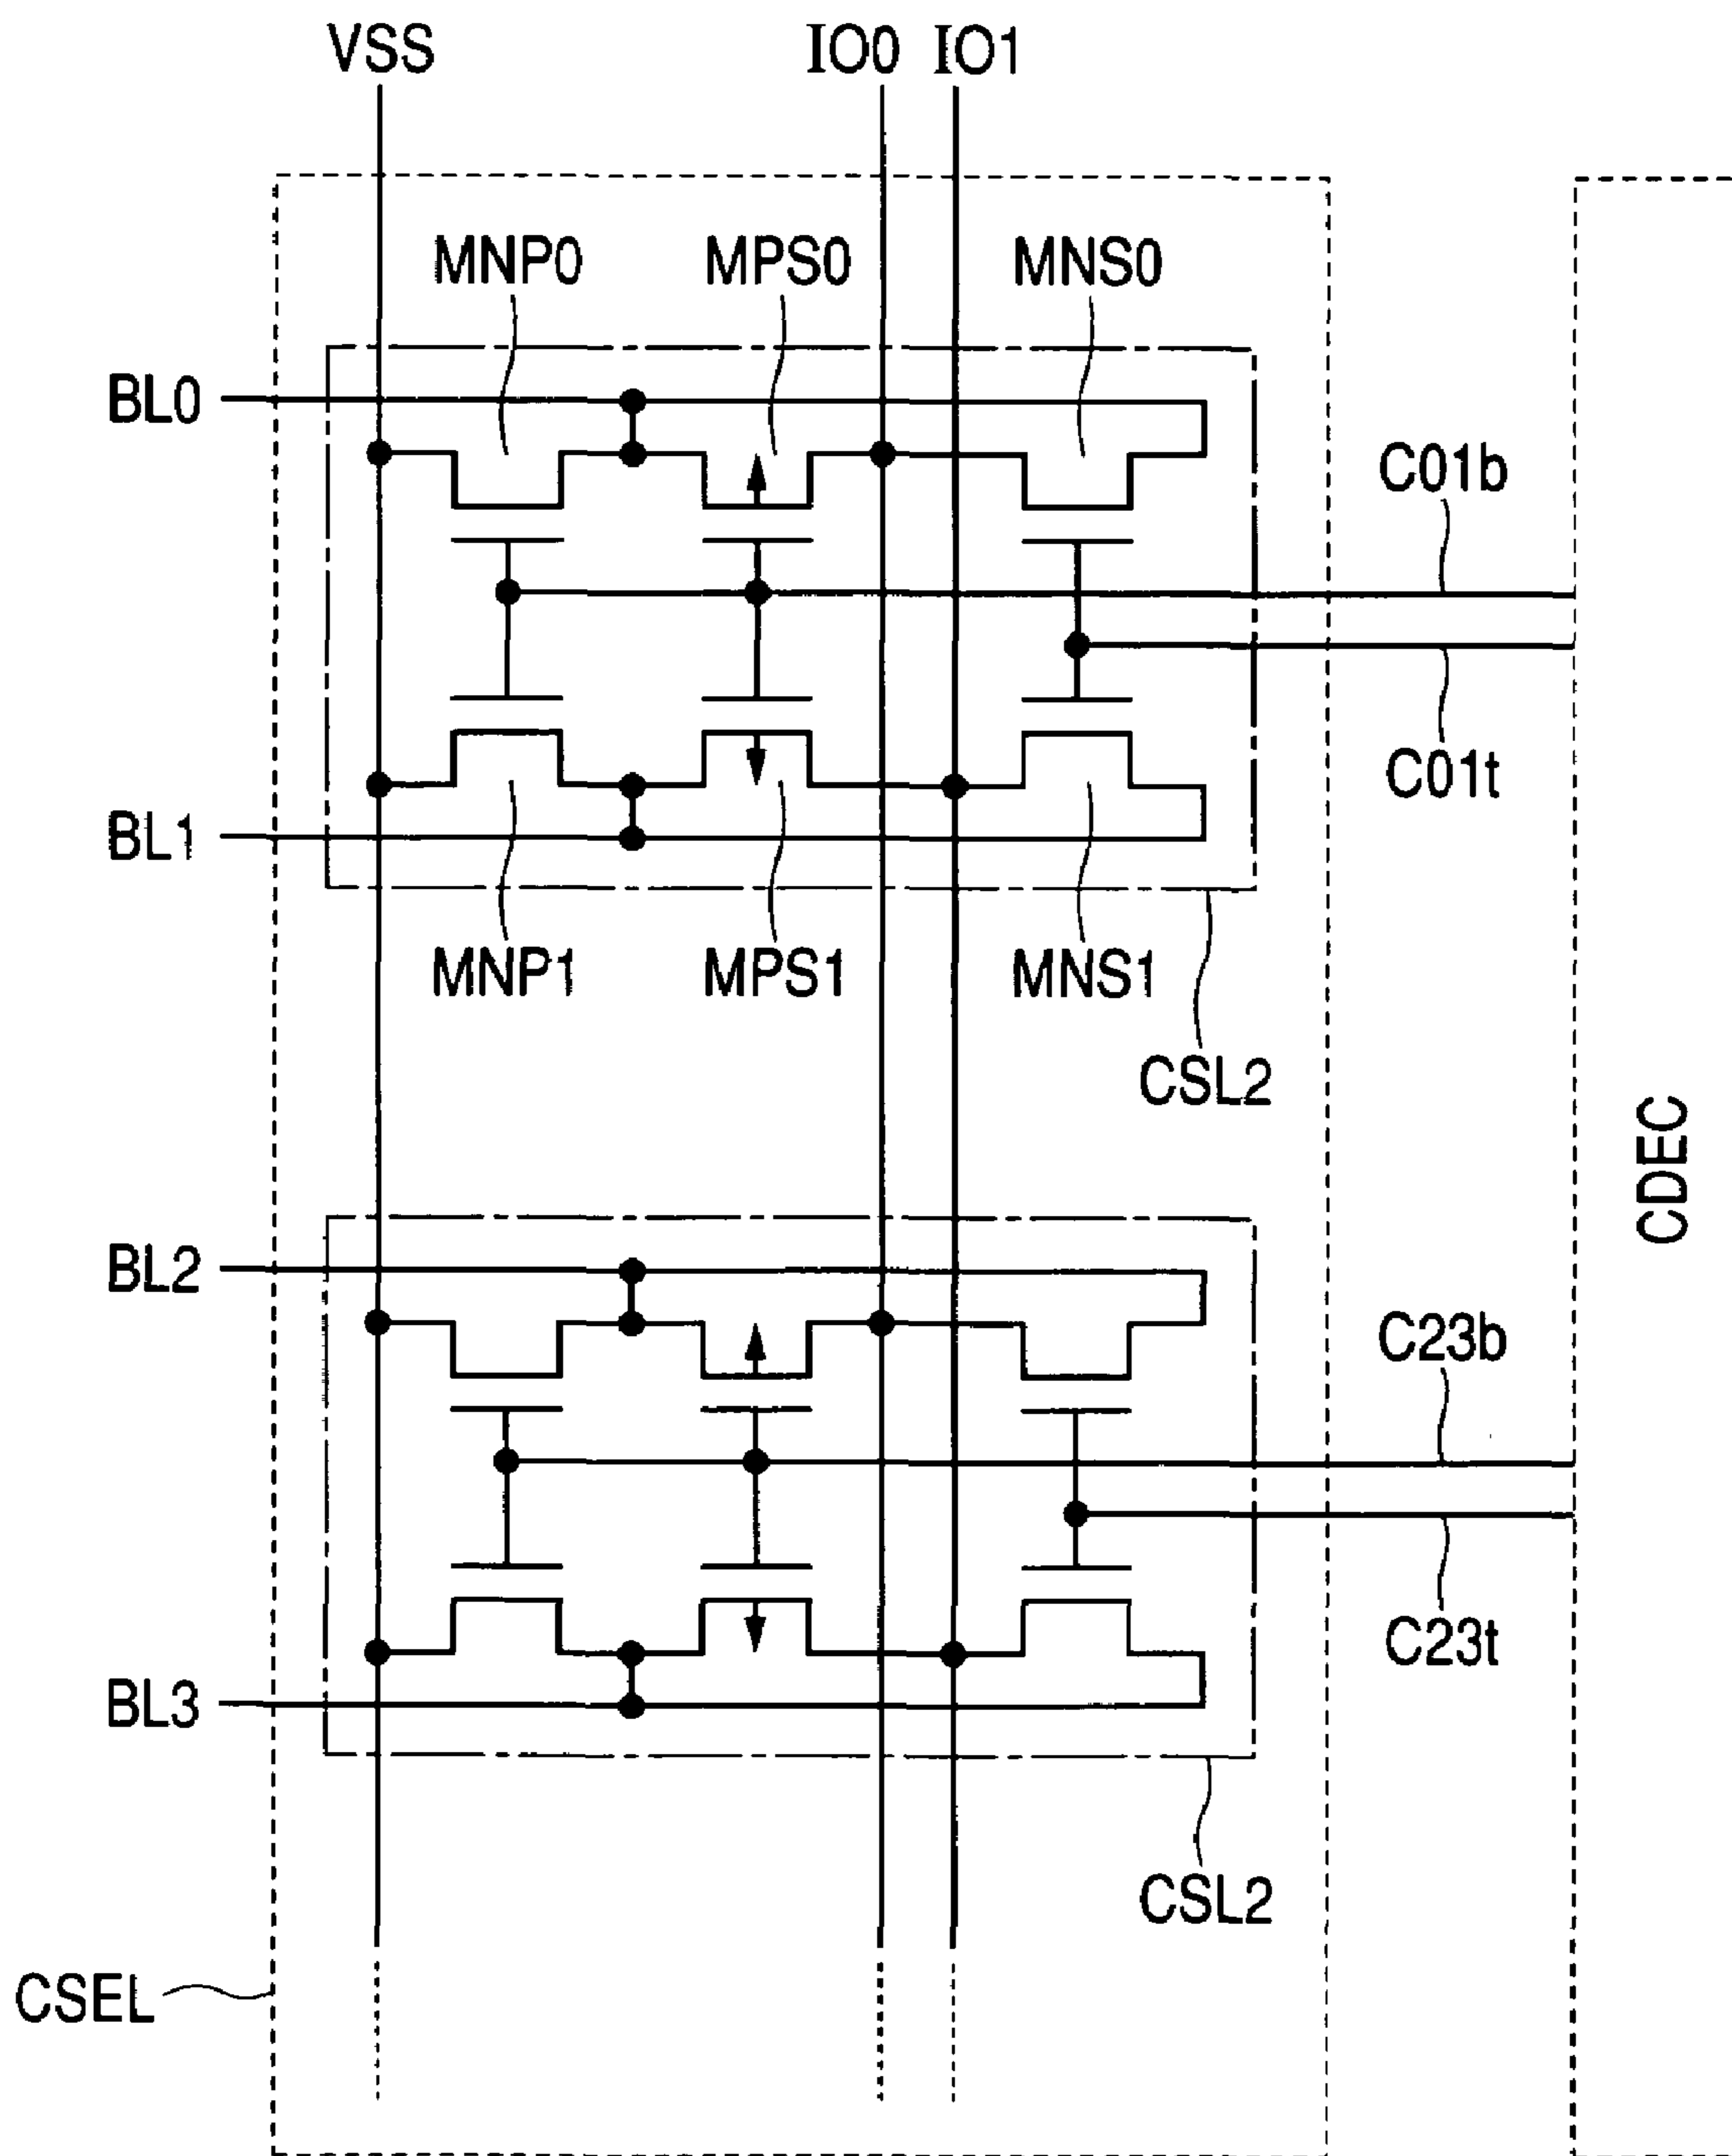 VSS IO0 IO1
MNP0 MPS0 MNS0
BL0
C01b
C01t
BL1
MNP1 MPS1 MNS1
CSL2
CDEC
BL2
C23b
C23t
BL3
CSL2
CSEL